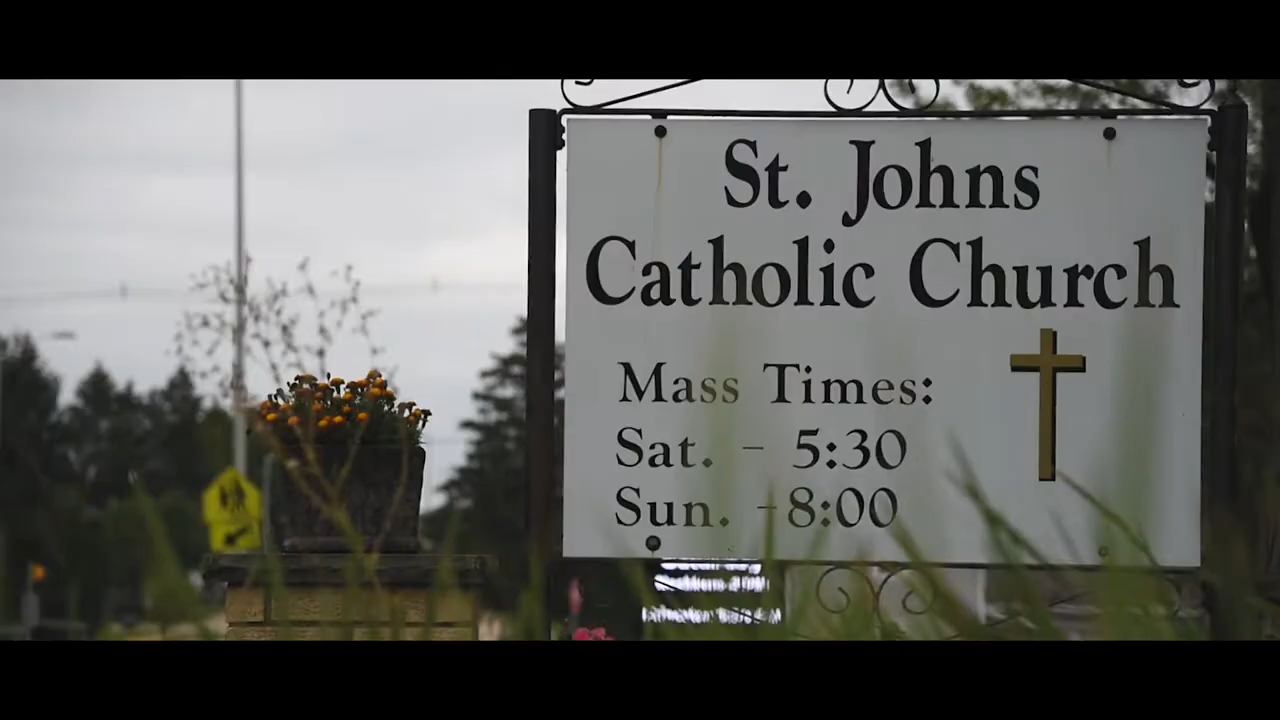 St. Johns
Catholic Church
Mass Times:
Sat. - 5:30
Sun. - 8:00